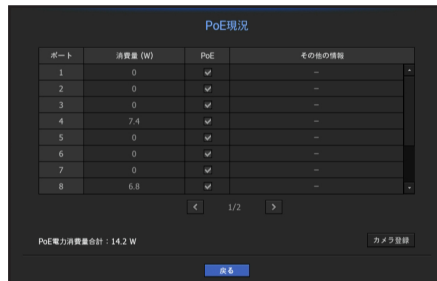 PoE現況
ポート 消費量 (W) PoE その他の情報
1 0 –
2 0 –
3 0 –
4 7.4 –
5 0 –
6 0 –
7 0 –
8 6.8 –
< 1/2 >
PoE電力消費量合計 : 14.2 W カメラ登録
戻る